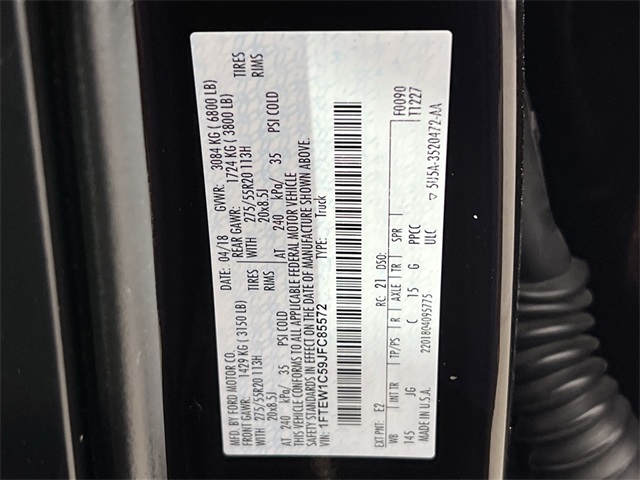 MFD. BY FORD MOTOR CO. DATE: 04/18 GVWR: 3084 KG ( 6800 LB)
FRONT GAWR: 1429 KG ( 3150 LB) REAR GAWR: 1724 KG ( 3800 LB)
WITH 275/55R20 113H TIRES WITH 275/55R20 113H TIRES
20x8.5J RIMS 20x8.5J RIMS
AT 240 kPa/ 35 PSI COLD AT 240 kPa/ 35 PSI COLD
THIS VEHICLE CONFORMS TO ALL APPLICABLE FEDERAL MOTOR VEHICLE
SAFETY STANDARDS IN EFFECT ON THE DATE OF MANUFACTURE SHOWN ABOVE.
VIN: 1FTEW1C59JFC85572 TYPE: Truck
F0090
T1227
EXT PNT: E2 RC: 21 DSO:
WB INT TR TP/PS R AXLE TR SPR
145 JG C 15 G PPCC
MADE IN U.S.A. 2201804095775 ULC
▽ 5U5A-3520472-AA